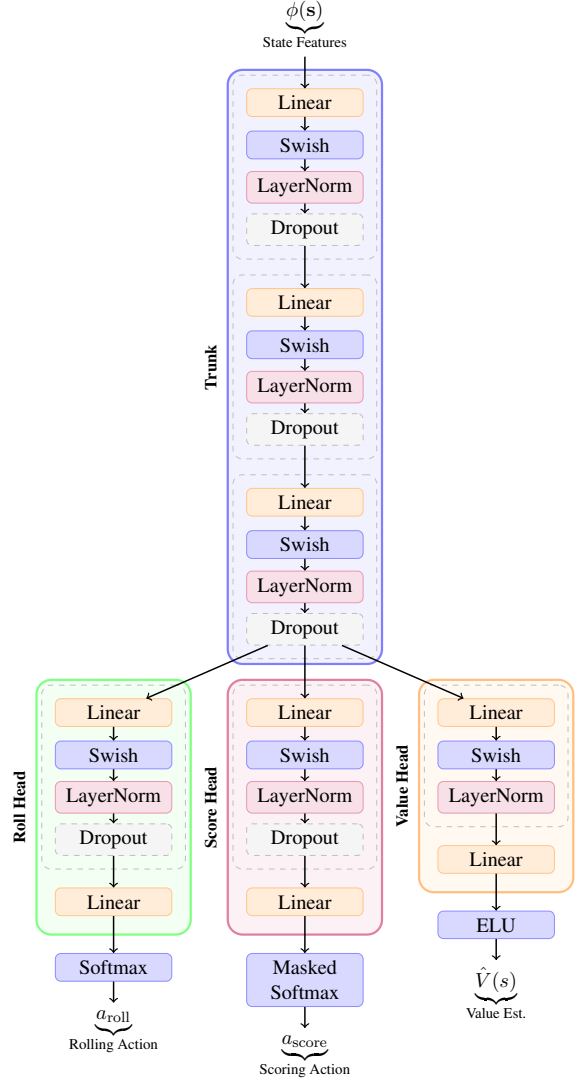 ϕ(s)
State Features
Trunk
Linear
Swish
LayerNorm
Dropout
Linear
Swish
LayerNorm
Dropout
Linear
Swish
LayerNorm
Dropout
Roll Head
Linear
Swish
LayerNorm
Dropout
Linear
Softmax
a_roll
Rolling Action
Score Head
Linear
Swish
LayerNorm
Dropout
Linear
Masked
Softmax
a_score
Scoring Action
Value Head
Linear
Swish
LayerNorm
Linear
ELU
V̂(s)
Value Est.